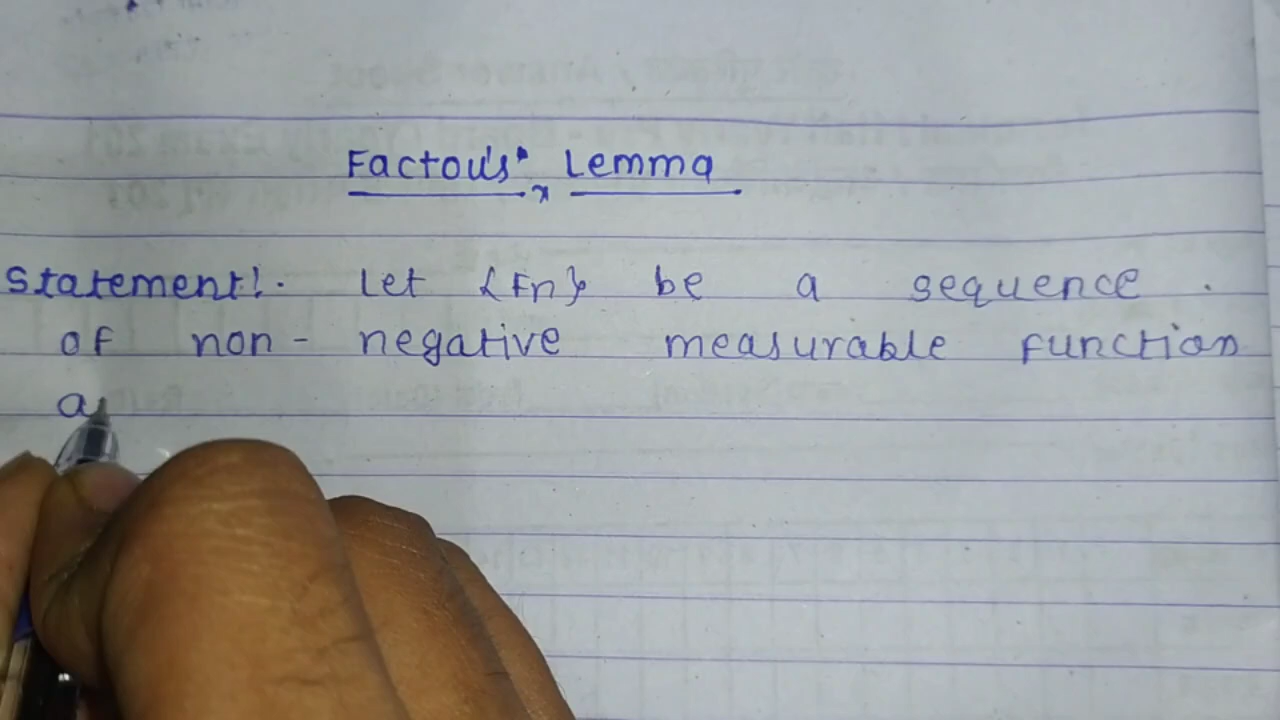 Factou's Lemma
Statement:. Let {Fn} be a sequence.
of non-negative measurable function
a